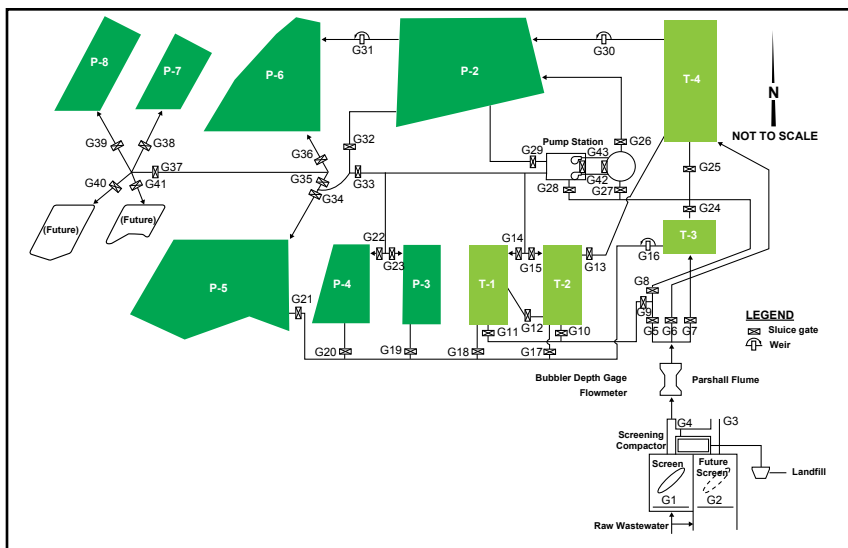 P-8
P-7
P-6
P-2
T-4
G31
G30
N
NOT TO SCALE
G39
G38
G32
G26
Pump Station
G37
G36
G33
G29
G43
G35
G42
G28
G27
G25
G40
G41
G34
G24
(Future)
(Future)
T-3
G22
G14
G16
G23
G15
G13
P-5
P-4
P-3
T-1
T-2
G8
G21
G9
G12
G5
G6
G7
LEGEND
Sluice gate
Weir
G11
G10
G20
G19
G18
G17
Bubbler Depth Gage
Flowmeter
Parshall Flume
G4
G3
Screening
Compactor
Screen
Future
Screen
Landfill
G1
G2
Raw Wastewater